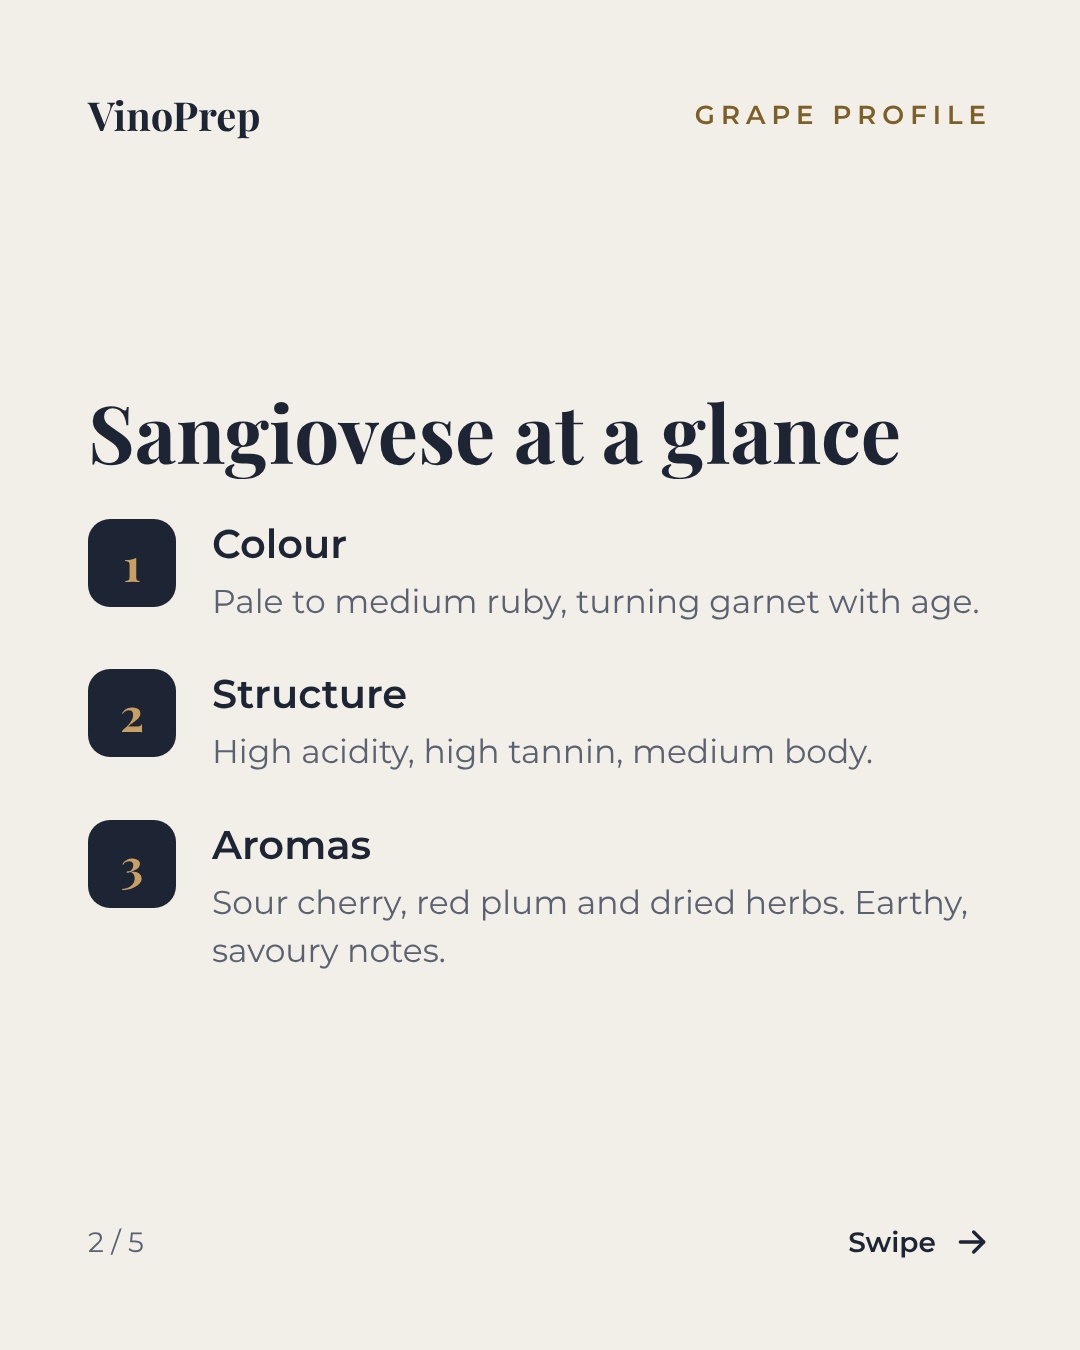 VinoPrep
GRAPE PROFILE
Sangiovese at a glance
1
Colour
Pale to medium ruby, turning garnet with age.
2
Structure
High acidity, high tannin, medium body.
3
Aromas
Sour cherry, red plum and dried herbs. Earthy,
savoury notes.
2 / 5
Swipe →